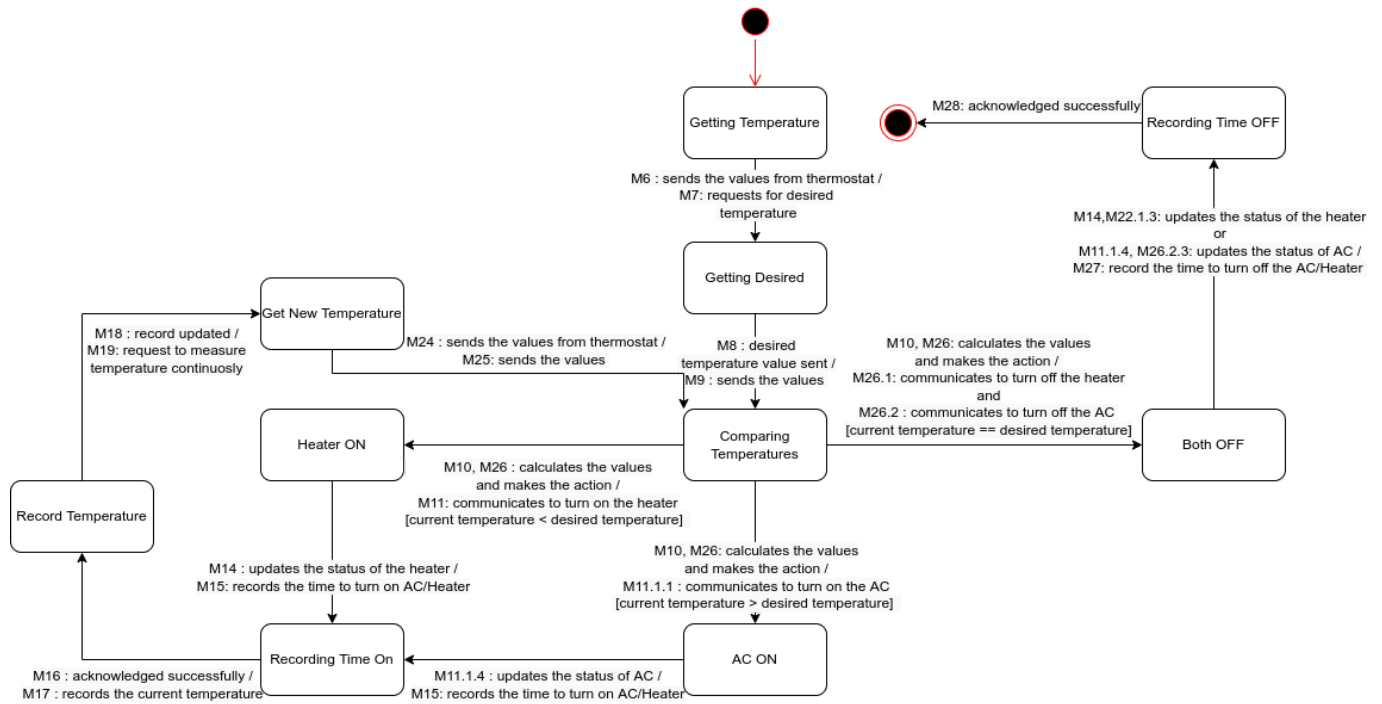 Getting Temperature
M28: acknowledged successfully
Recording Time OFF
M6 : sends the values from thermostat /
M7: requests for desired
temperature
M14,M22.1.3: updates the status of the heater
or
M11.1.4, M26.2.3: updates the status of AC /
M27: record the time to turn off the AC/Heater
Getting Desired
Get New Temperature
M18 : record updated /
M19: request to measure
temperature continuosly
M24 : sends the values from thermostat /
M25: sends the values
M8 : desired
temperature value sent /
M9 : sends the values
M10, M26: calculates the values
and makes the action /
M26.1: communicates to turn off the heater
and
M26.2 : communicates to turn off the AC
[current temperature == desired temperature]
Heater ON
Comparing
Temperatures
Both OFF
M10, M26 : calculates the values
and makes the action /
M11: communicates to turn on the heater
[current temperature < desired temperature]
Record Temperature
M10, M26: calculates the values
and makes the action /
M11.1.1 : communicates to turn on the AC
[current temperature > desired temperature]
M14 : updates the status of the heater /
M15: records the time to turn on AC/Heater
Recording Time On
AC ON
M16 : acknowledged successfully /
M17 : records the current temperature
M11.1.4 : updates the status of AC /
M15: records the time to turn on AC/Heater